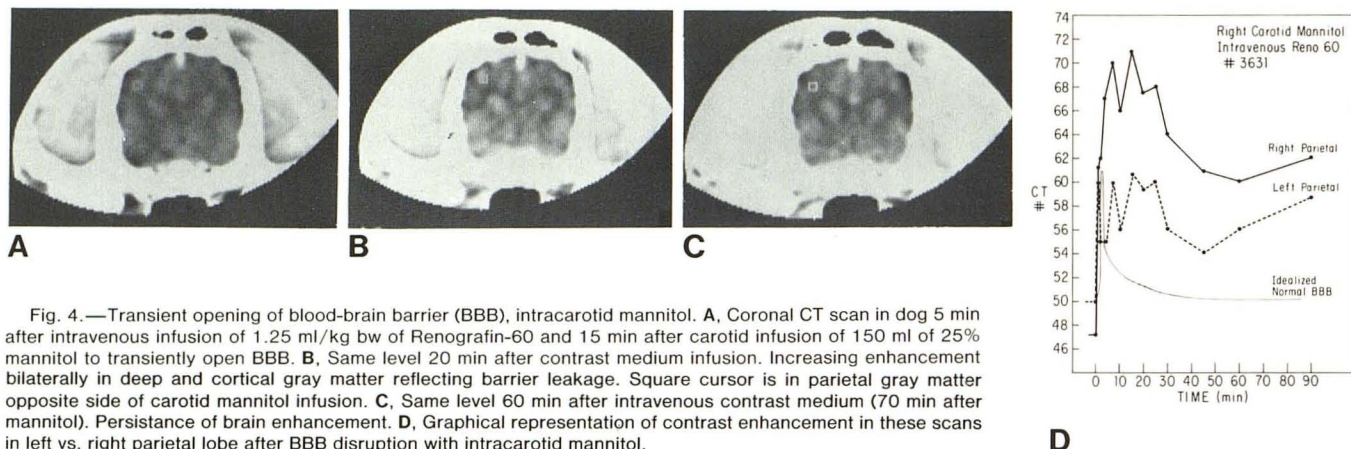 A
B
C
Fig. 4.—Transient opening of blood-brain barrier (BBB), intracarotid mannitol. A, Coronal CT scan in dog 5 min
after intravenous infusion of 1.25 ml/kg bw of Renografin-60 and 15 min after carotid infusion of 150 ml of 25%
mannitol to transiently open BBB. B, Same level 20 min after contrast medium infusion. Increasing enhancement
bilaterally in deep and cortical gray matter reflecting barrier leakage. Square cursor is in parietal gray matter
opposite side of carotid mannitol infusion. C, Same level 60 min after intravenous contrast medium (70 min after
mannitol). Persistance of brain enhancement. D, Graphical representation of contrast enhancement in these scans
in left vs. right parietal lobe after BBB disruption with intracarotid mannitol.
74
72
70
68
66
64
62
60
58
56
54
52
50
48
46
CT
#
Right Carotid Mannitol
Intravenous Reno 60
# 3631
Right Parietal
Left Parietal
Idealized
Normal BBB
0 10 20 30 40 50 60 70 80 90
TIME (min)
D